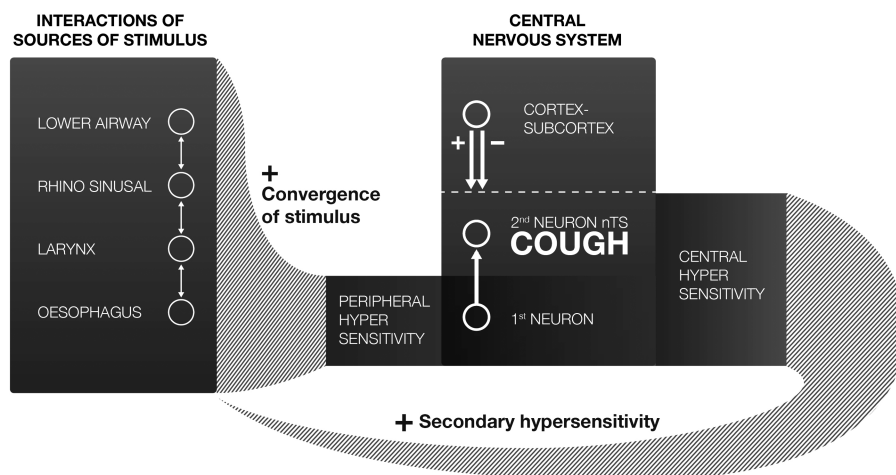 INTERACTIONS OF
SOURCES OF STIMULUS
LOWER AIRWAY
RHINO SINUSAL
LARYNX
OESOPHAGUS
+
Convergence
of stimulus
CENTRAL
NERVOUS SYSTEM
CORTEX-
SUBCORTEX
+ −
2nd NEURON nTS
COUGH
1st NEURON
PERIPHERAL
HYPER
SENSITIVITY
CENTRAL
HYPER
SENSITIVITY
+ Secondary hypersensitivity